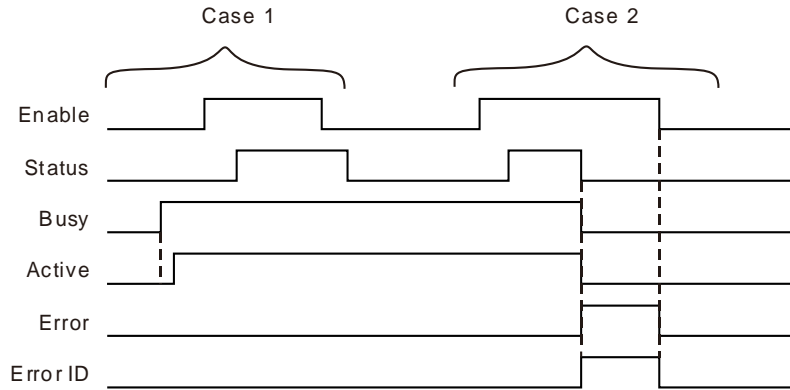 Case 1
Case 2
Enable
Status
Busy
Active
Error
Error ID